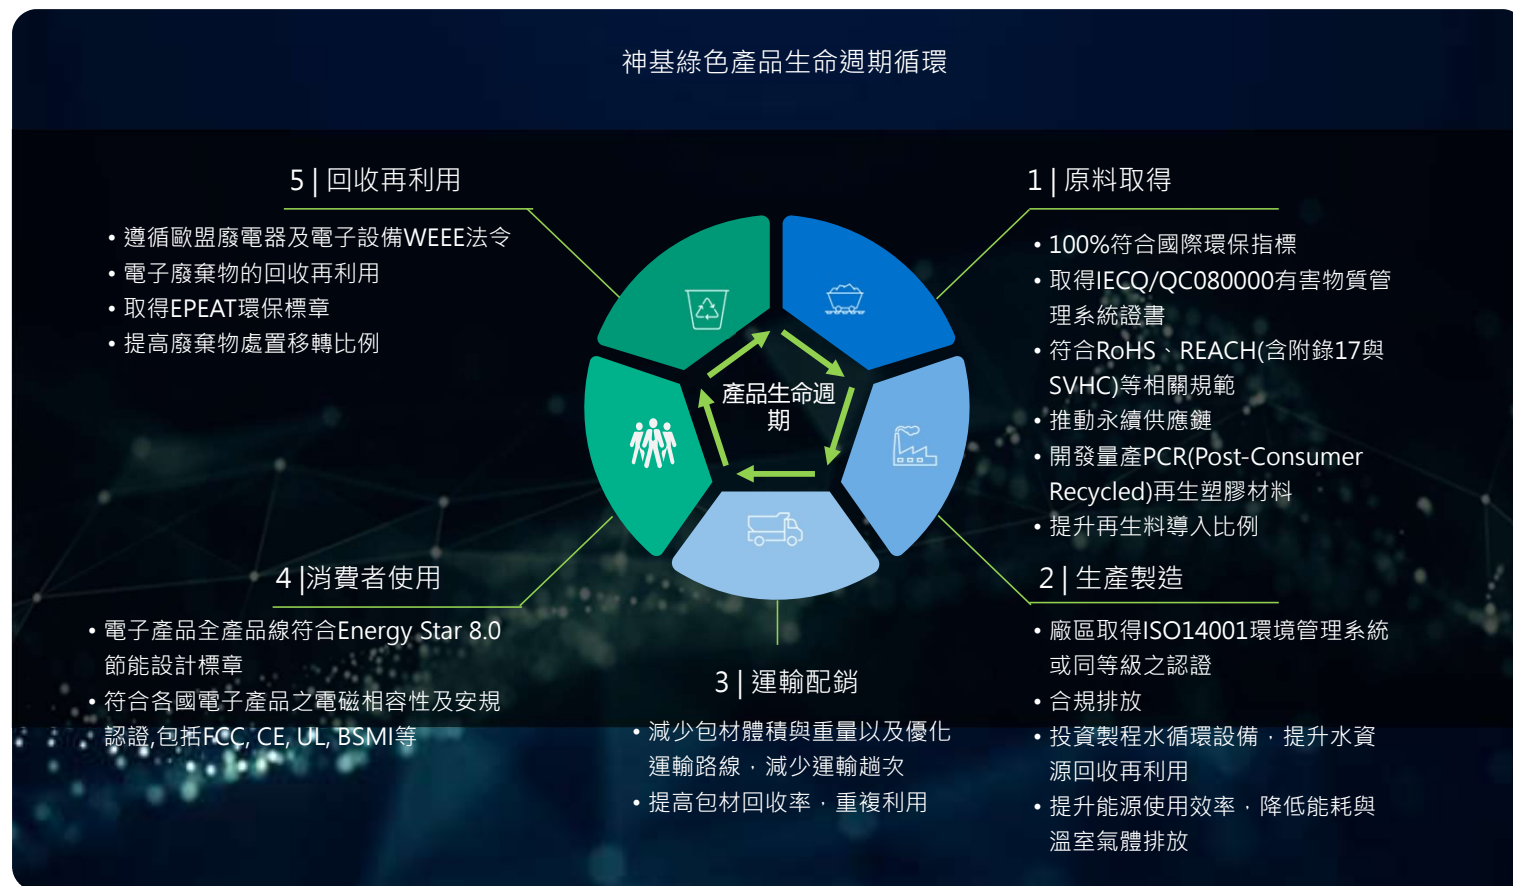 神基綠色產品生命週期循環
1 | 原料取得
• 100%符合國際環保指標
• 取得IECQ/QC080000有害物質管
理系統證書
• 符合RoHS、REACH(含附錄17與
SVHC)等相關規範
• 推動永續供應鏈
• 開發量產PCR(Post-Consumer
Recycled)再生塑膠材料
• 提升再生料導入比例
2 | 生產製造
• 廠區取得ISO14001環境管理系統
或同等級之認證
• 合規排放
• 投資製程水循環設備，提升水資
源回收再利用
• 提升能源使用效率，降低能耗與
溫室氣體排放
3 | 運輸配銷
• 減少包材體積與重量以及優化
運輸路線，減少運輸趟次
• 提高包材回收率，重複利用
4 |消費者使用
• 電子產品全產品線符合Energy Star 8.0
節能設計標章
• 符合各國電子產品之電磁相容性及安規
認證,包括FCC, CE, UL, BSMI等
5 | 回收再利用
• 遵循歐盟廢電器及電子設備WEEE法令
• 電子廢棄物的回收再利用
• 取得EPEAT環保標章
• 提高廢棄物處置移轉比例
產品生命週
期